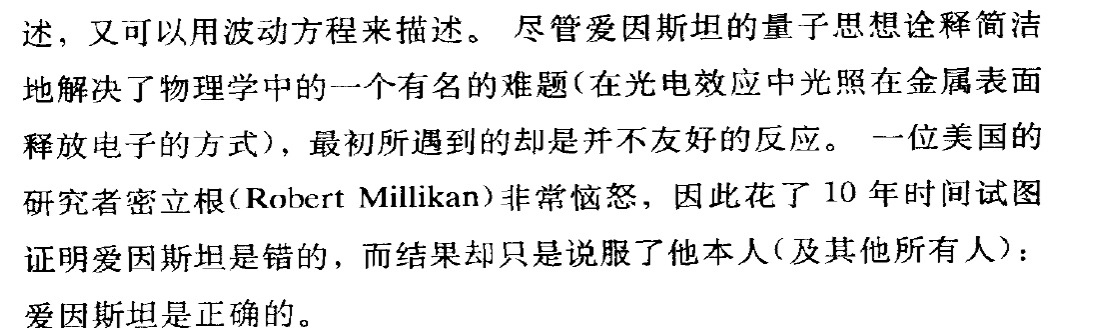 述，又可以用波动方程来描述。 尽管爱因斯坦的量子思想诠释简洁
地解决了物理学中的一个有名的难题(在光电效应中光照在金属表面
释放电子的方式)，最初所遇到的却是并不友好的反应。 一位美国的
研究者密立根(Robert Millikan)非常恼怒，因此花了 10 年时间试图
证明爱因斯坦是错的，而结果却只是说服了他本人(及其他所有人)：
爱因斯坦是正确的。